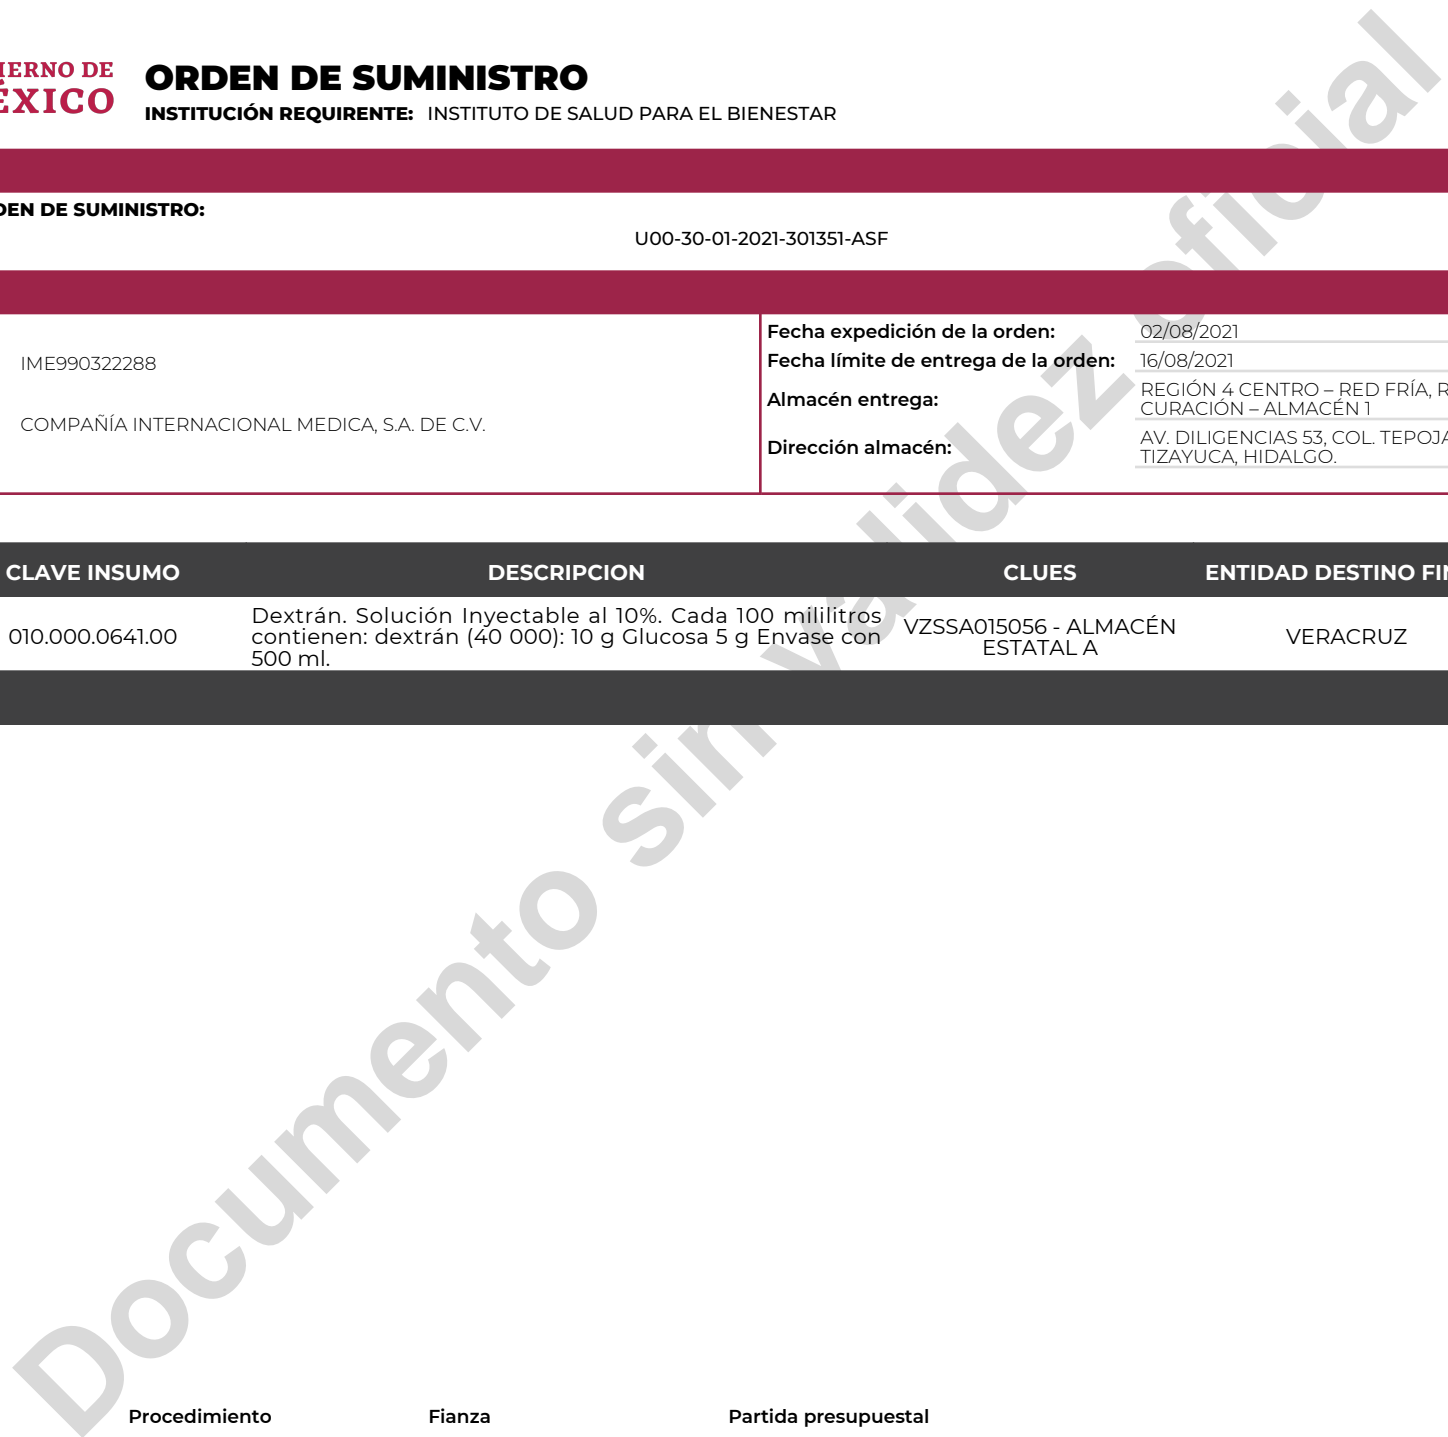 IERNO DE
ÉXICO
ORDEN DE SUMINISTRO
INSTITUCIÓN REQUIRENTE: INSTITUTO DE SALUD PARA EL BIENESTAR
DEN DE SUMINISTRO:
U00-30-01-2021-301351-ASF
IME990322288
COMPAÑÍA INTERNACIONAL MEDICA, S.A. DE C.V.
Fecha expedición de la orden: 02/08/2021
Fecha límite de entrega de la orden: 16/08/2021
Almacén entrega: REGIÓN 4 CENTRO – RED FRÍA, R
CURACIÓN – ALMACÉN 1
Dirección almacén: AV. DILIGENCIAS 53, COL. TEPOJA
TIZAYUCA, HIDALGO.
CLAVE INSUMO DESCRIPCION CLUES ENTIDAD DESTINO FIN
010.000.0641.00
Dextrán. Solución Inyectable al 10%. Cada 100 mililitros
contienen: dextrán (40 000): 10 g Glucosa 5 g Envase con
500 ml.
VZSSA015056 - ALMACÉN
ESTATAL A
VERACRUZ
Documento sin validez oficial
Procedimiento Fianza Partida presupuestal